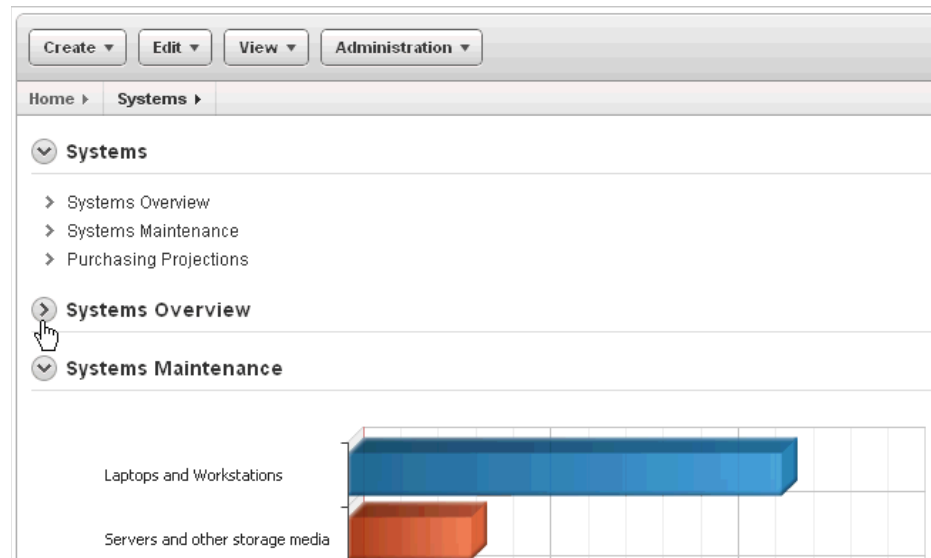 Create Edit View Administration
Home Systems
Systems
Systems Overview
Systems Maintenance
Purchasing Projections
Systems Overview
Systems Maintenance
Laptops and Workstations
Servers and other storage media